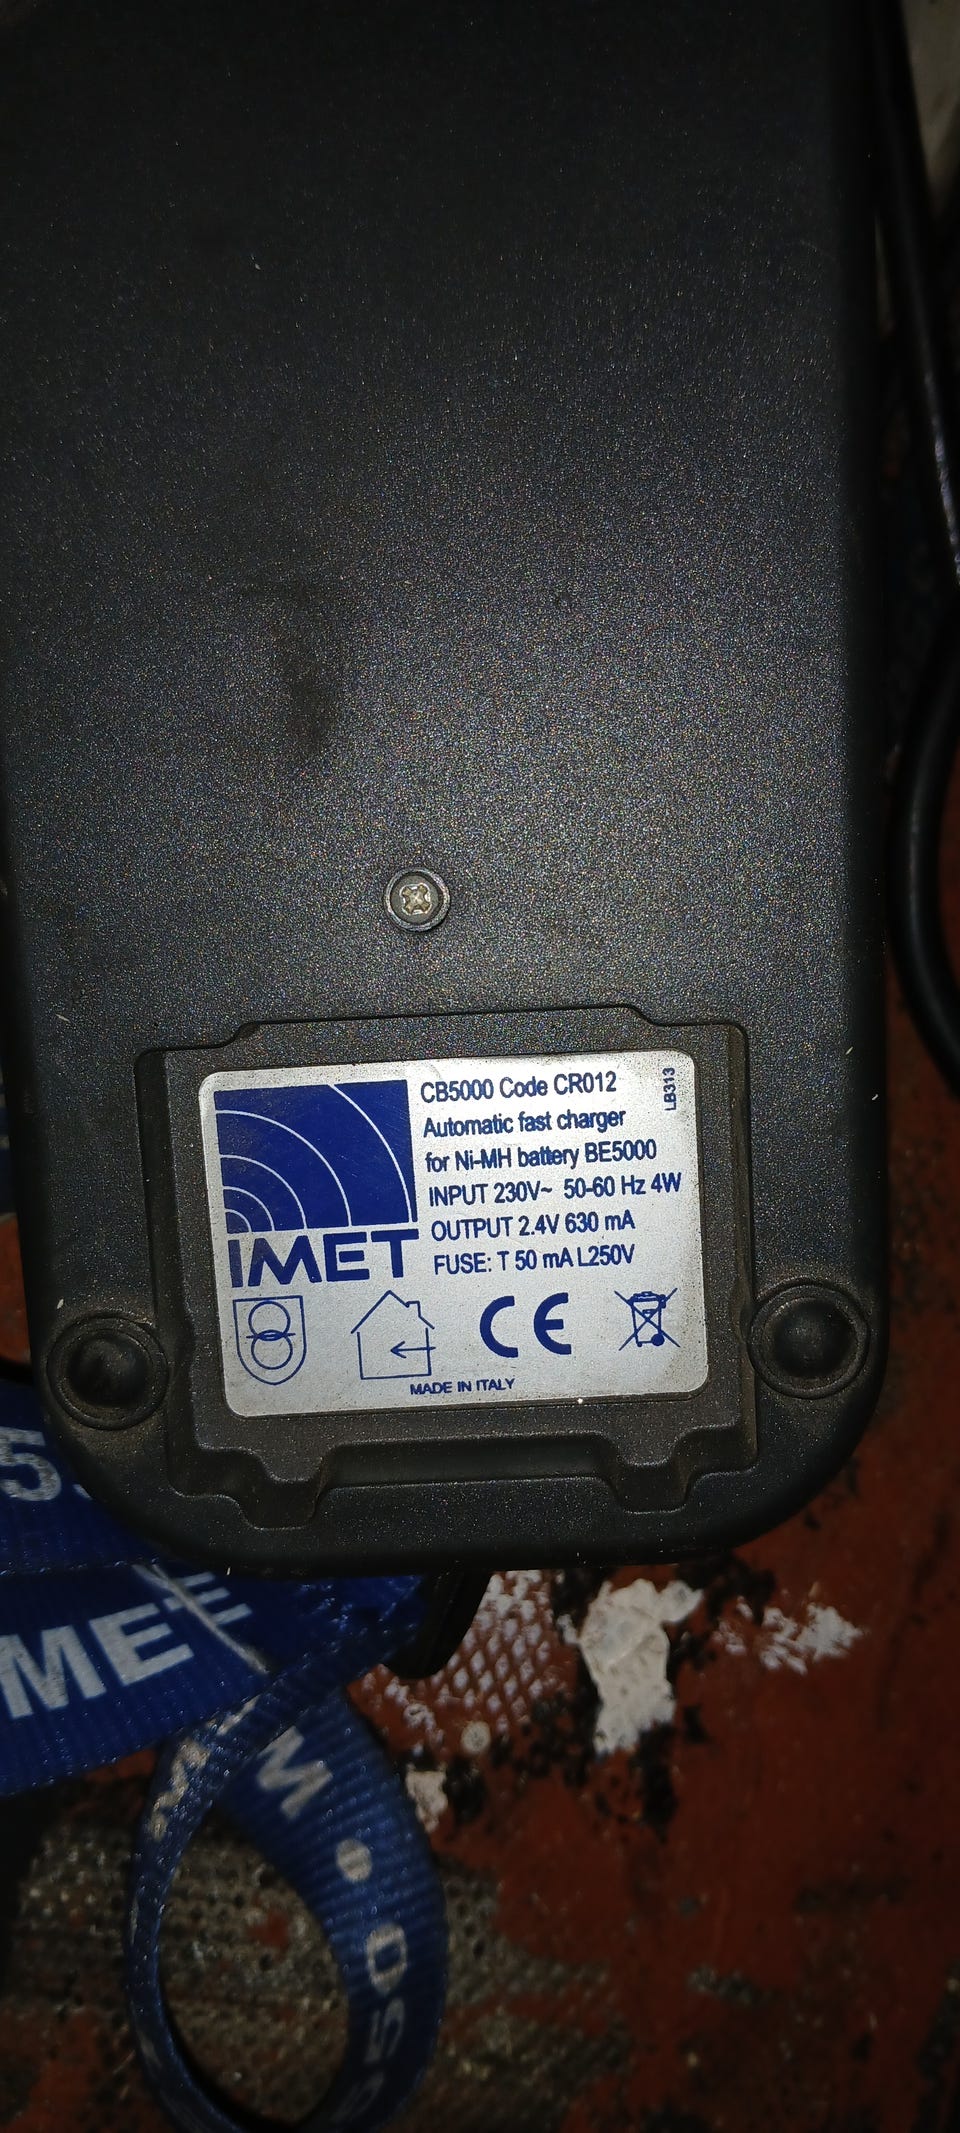 CB5000 Code CR012
LB313
Automatic fast charger
for Ni-MH battery BE5000
INPUT 230V~ 50-60 Hz 4W
OUTPUT 2.4V 630 mA
FUSE: T 50 mA L250V
IMET
CE
MADE IN ITALY